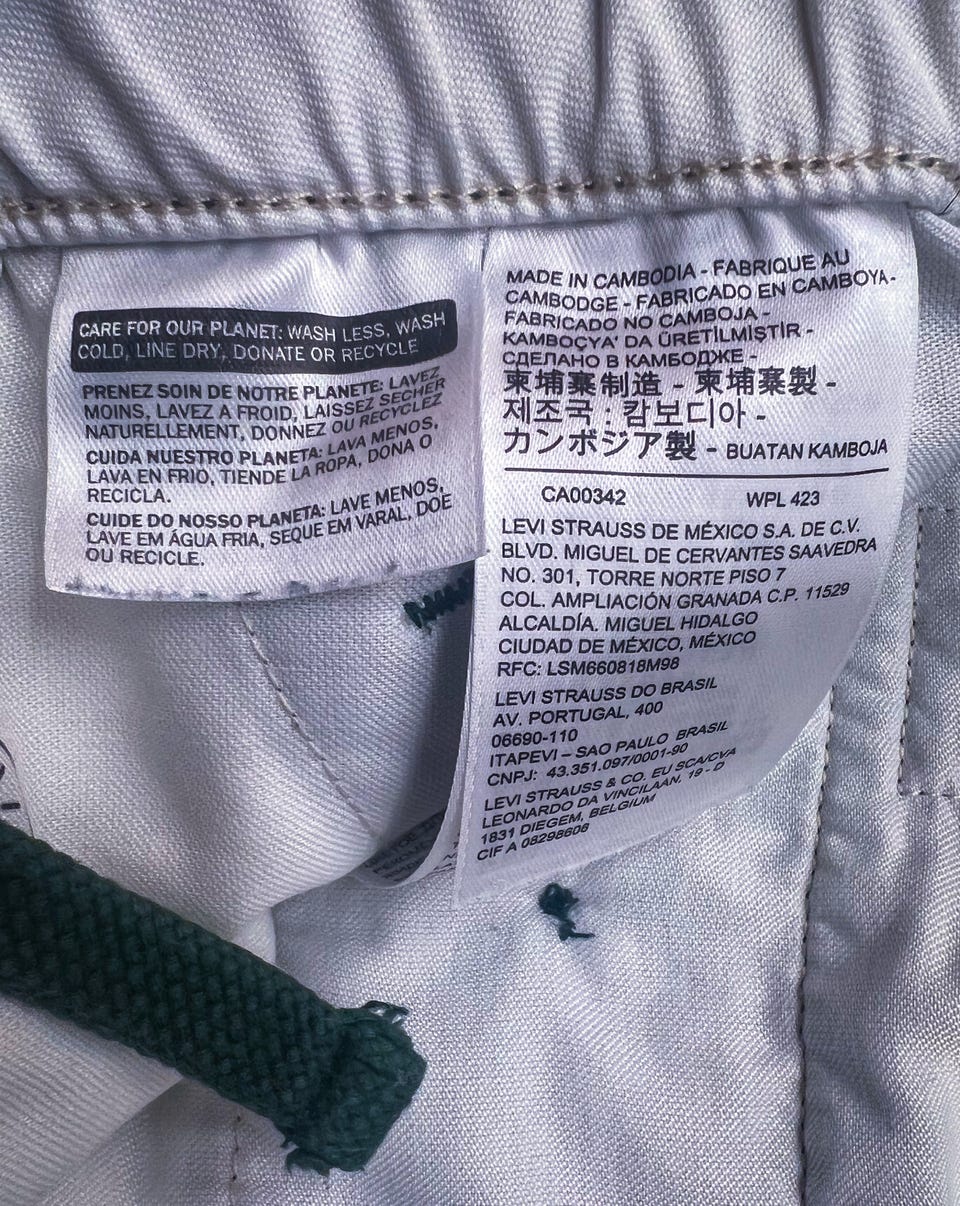 CARE FOR OUR PLANET: WASH LESS, WASH
COLD, LINE DRY, DONATE OR RECYCLE
PRENEZ SOIN DE NOTRE PLANETE: LAVEZ
MOINS, LAVEZ A FROID, LAISSEZ SECHER
NATURELLEMENT, DONNEZ OU RECYCLEZ
CUIDA NUESTRO PLANETA: LAVA MENOS,
LAVA EN FRIO, TIENDE LA ROPA, DONA O
RECICLA.
CUIDE DO NOSSO PLANETA: LAVE MENOS,
LAVE EM ÁGUA FRIA, SEQUE EM VARAL, DOE
OU RECICLE.
MADE IN CAMBODIA - FABRIQUE AU
CAMBODGE - FABRICADO EN CAMBOYA-
FABRICADO NO CAMBOJA -
KAMBOÇYA' DA ÜRETILMIŞTIR -
СДЕЛАНО В КАМБОДЖЕ -
柬埔寨制造 - 柬埔寨製 -
제조국 : 캄보디아 -
カンボジア製 - BUATAN KAMBOJA
CA00342 WPL 423
LEVI STRAUSS DE MÉXICO S.A. DE C.V.
BLVD. MIGUEL DE CERVANTES SAAVEDRA
NO. 301, TORRE NORTE PISO 7
COL. AMPLIACIÓN GRANADA C.P. 11529
ALCALDÍA. MIGUEL HIDALGO
CIUDAD DE MÉXICO, MÉXICO
RFC: LSM660818M98
LEVI STRAUSS DO BRASIL
AV. PORTUGAL, 400
06690-110
ITAPEVI – SAO PAULO BRASIL
CNPJ: 43.351.097/0001-90
LEVI STRAUSS & CO. EU SCA/CVA
LEONARDO DA VINCILAAN, 19 - D
1831 DIEGEM, BELGIUM
CIF A 08298608